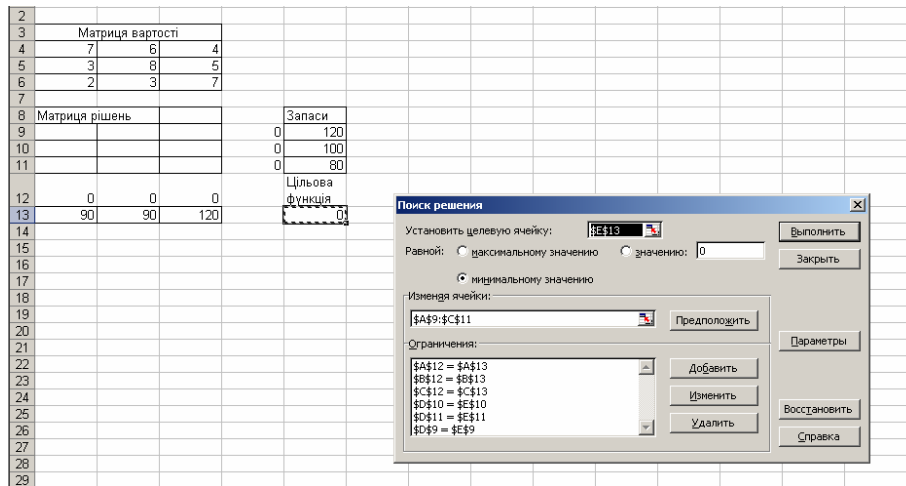 2
3 Матриця вартості
4 7 6 4
5 3 8 5
6 2 3 7
7
8 Матриця рішень Запаси
9 0 120
10 0 100
11 0 80
Цільова
12 0 0 0 функція
13 90 90 120 0
14
15
16
17
18
19
20
21
22
23
24
25
26
27
28
29
Поиск решения
Установить целевую ячейку: $E$13 Выполнить
Равной: максимальному значению значению: 0 Закрыть
минимальному значению
Изменяя ячейки:
$A$9:$C$11 Предположить
Ограничения: Параметры
$A$12 = $A$13 Добавить
$B$12 = $B$13
$C$12 = $C$13 Изменить
$D$10 = $E$10
$D$11 = $E$11 Удалить Восстановить
$D$9 = $E$9
Справка